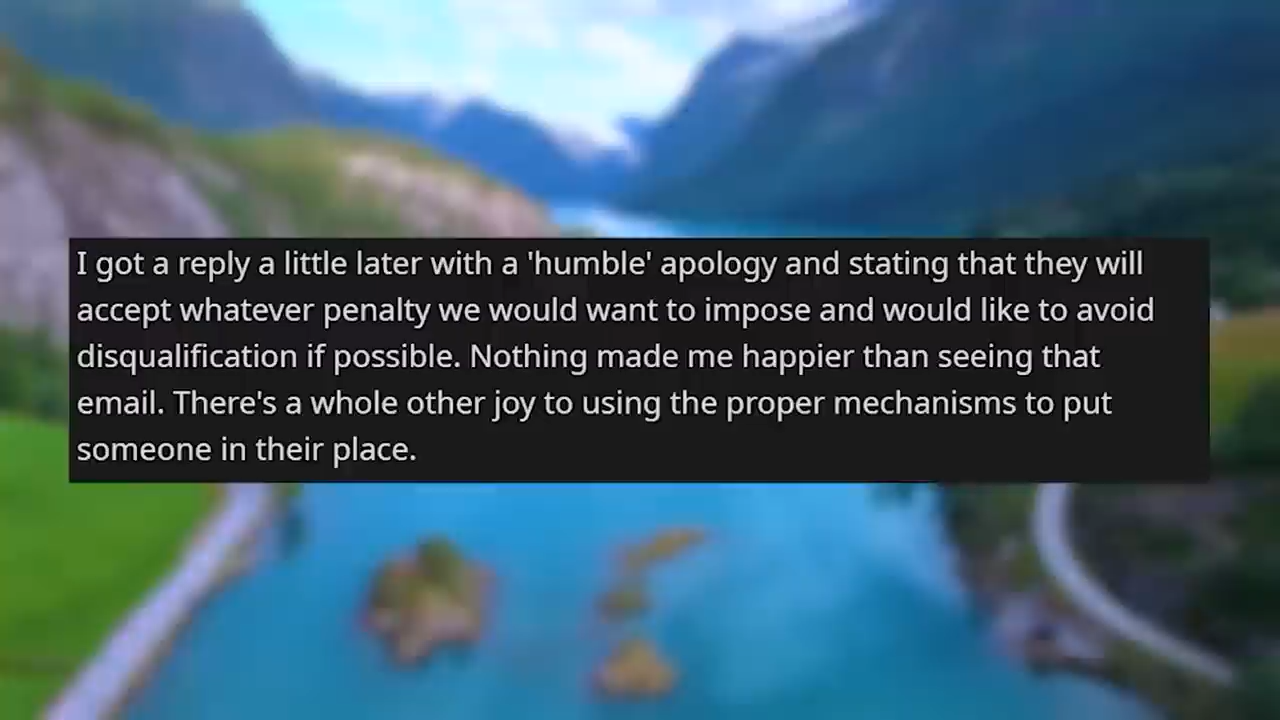 I got a reply a little later with a 'humble' apology and stating that they will
accept whatever penalty we would want to impose and would like to avoid
disqualification if possible. Nothing made me happier than seeing that
email. There's a whole other joy to using the proper mechanisms to put
someone in their place.